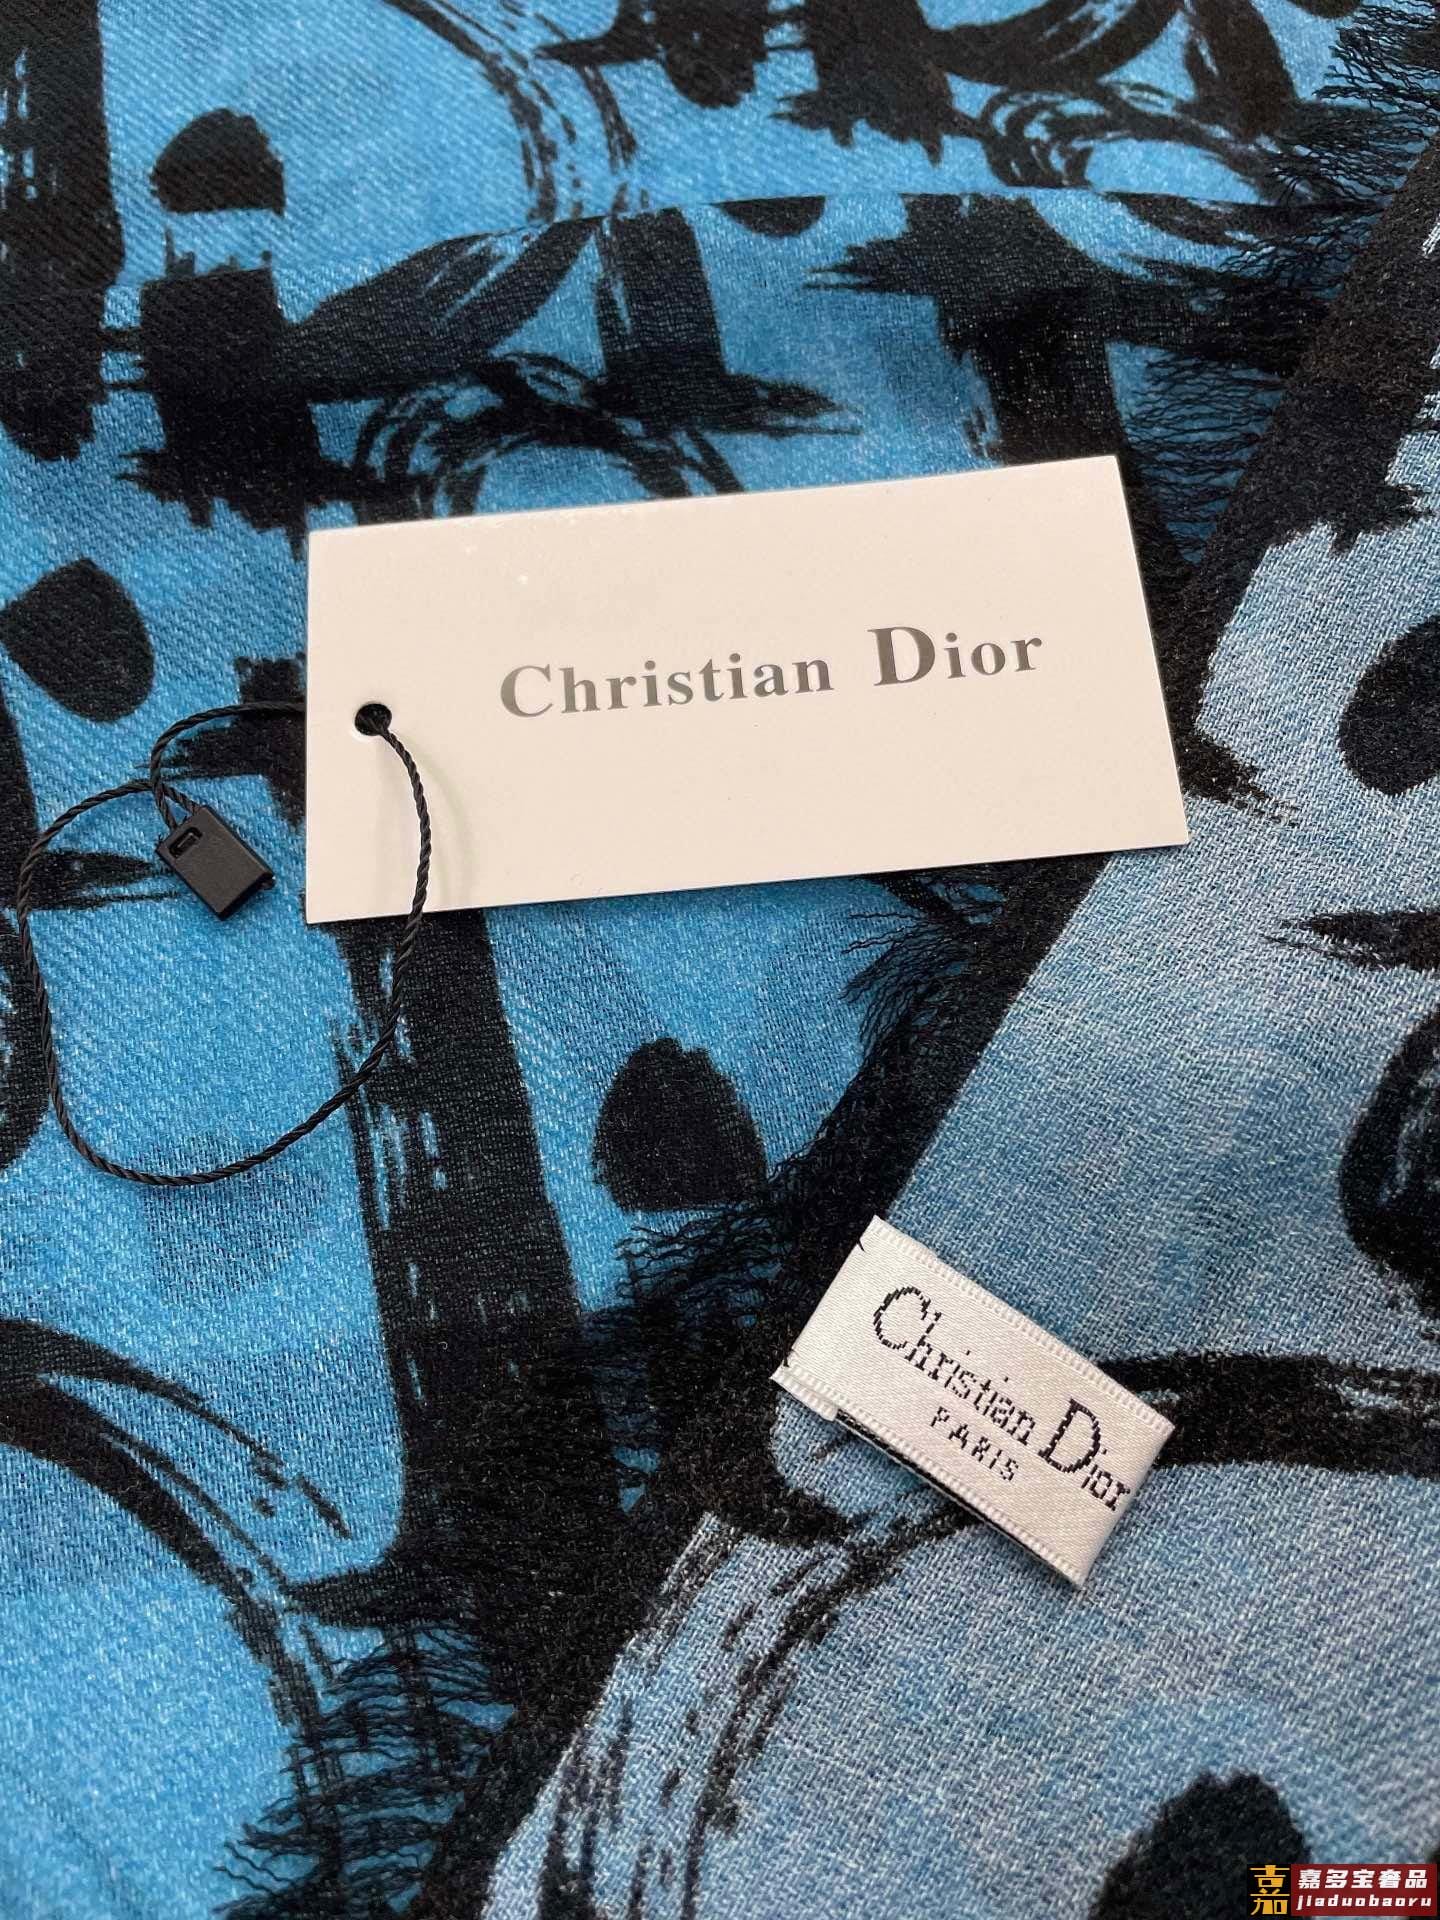 Christian Dior
Christian Dior
PARIS
嘉多宝奢品
jiaduobaoru